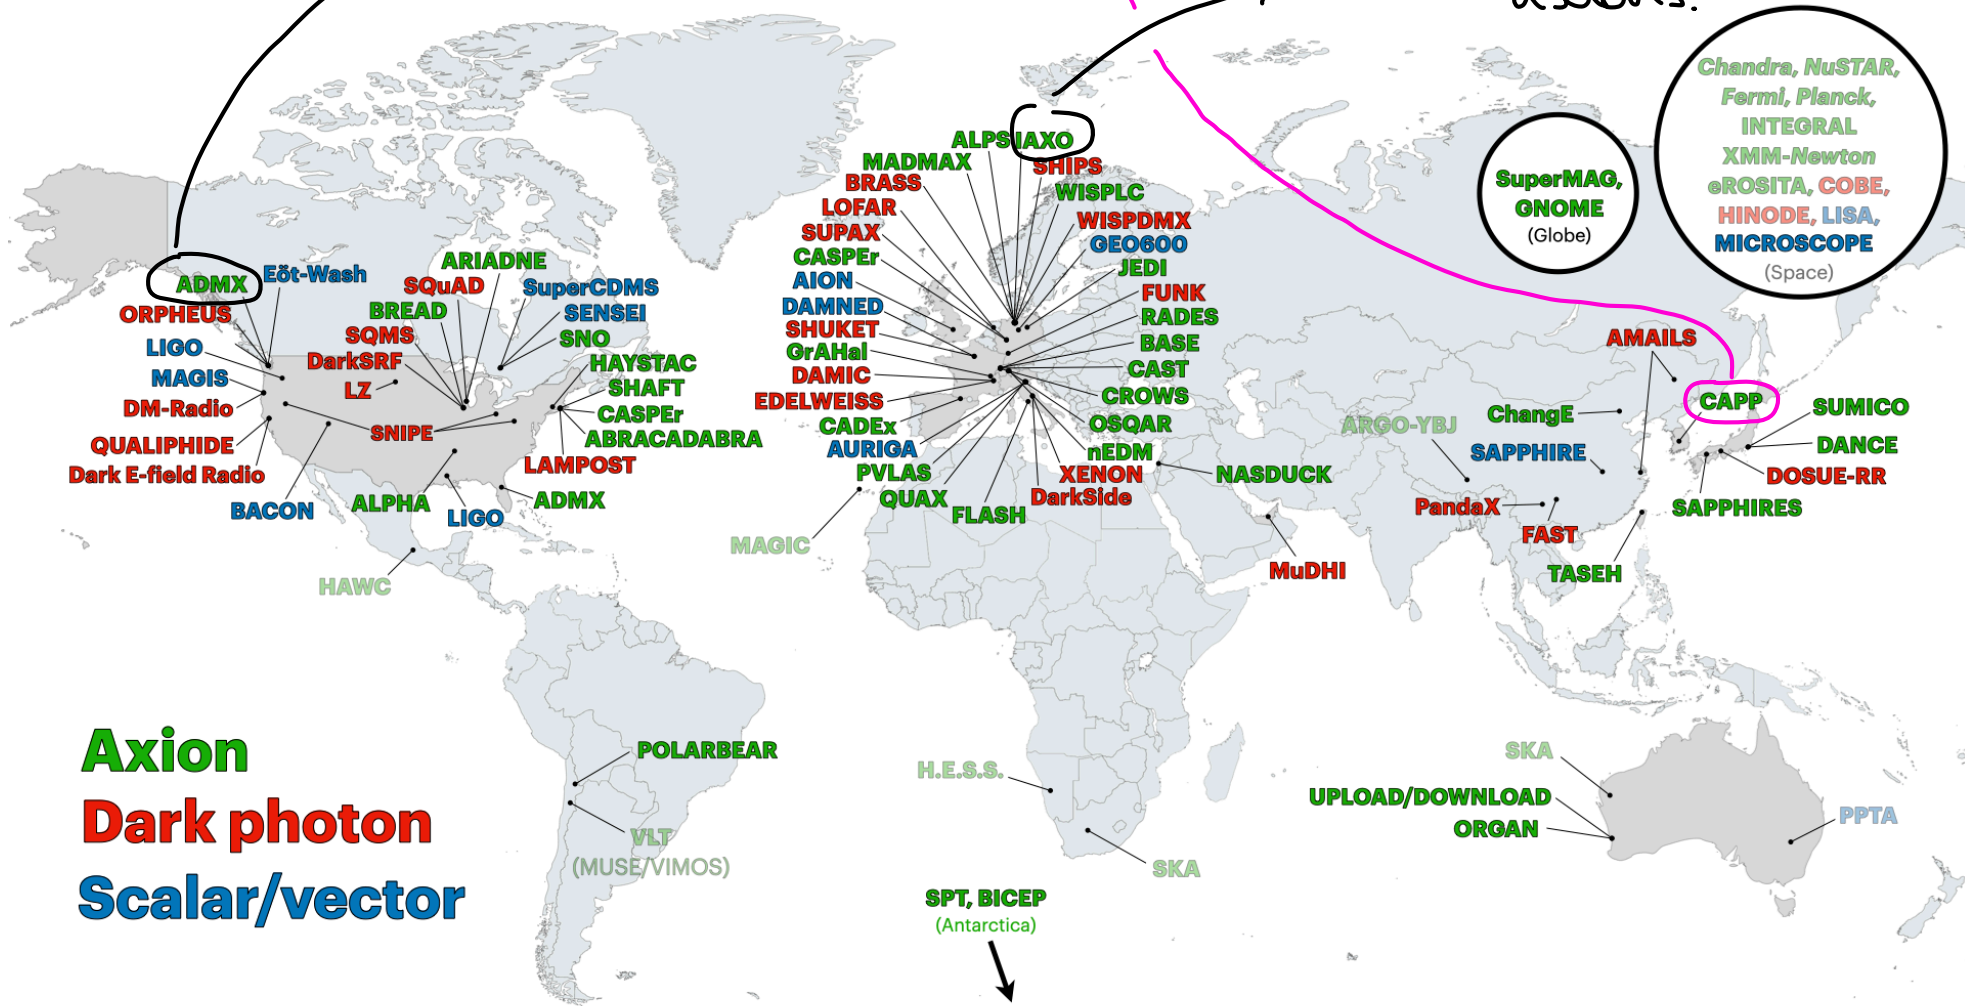 Chandra, NuSTAR,
Fermi, Planck,
INTEGRAL
XMM-Newton
eROSITA, COBE,
HINODE, LISA,
MICROSCOPE
(Space)
SuperMAG,
GNOME
(Globe)
ADMX
Eöt-Wash
ORPHEUS
LIGO
MAGIS
DM-Radio
QUALIPHIDE
Dark E-field Radio
BACON
ARIADNE
SQuAD
BREAD
SQMS
DarkSRF
LZ
SNIPE
SuperCDMS
SENSEI
SNO
HAYSTAC
SHAFT
CASPEr
ABRACADABRA
LAMPOST
ADMX
ALPHA
LIGO
HAWC
ALPS
IAXO
MADMAX
SHIPS
BRASS
WISPLC
LOFAR
WISPDMX
SUPAX
GEO600
CASPEr
JEDI
AION
FUNK
DAMNED
RADES
SHUKET
BASE
GrAHal
CAST
DAMIC
CROWS
EDELWEISS
OSQAR
CADEx
nEDM
AURIGA
XENON
PVLAS
DarkSide
QUAX
FLASH
MAGIC
NASDUCK
MuDHI
ARGO-YBJ
AMAILS
CAPP
ChangE
SUMICO
SAPPHIRE
DANCE
DOSUE-RR
PandaX
SAPPHIRES
FAST
TASEH
POLARBEAR
VLT
(MUSE/VIMOS)
H.E.S.S.
SKA
SKA
UPLOAD/DOWNLOAD
ORGAN
PPTA
SPT, BICEP
(Antarctica)
Axion
Dark photon
Scalar/vector